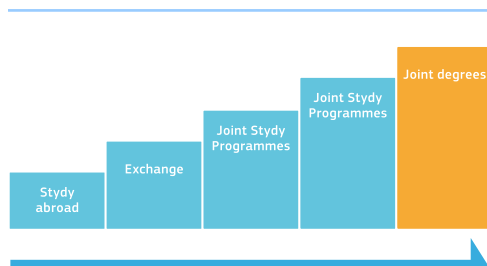 Stydy
abroad
Exchange
Joint Stydy
Programmes
Joint Stydy
Programmes
Joint degrees